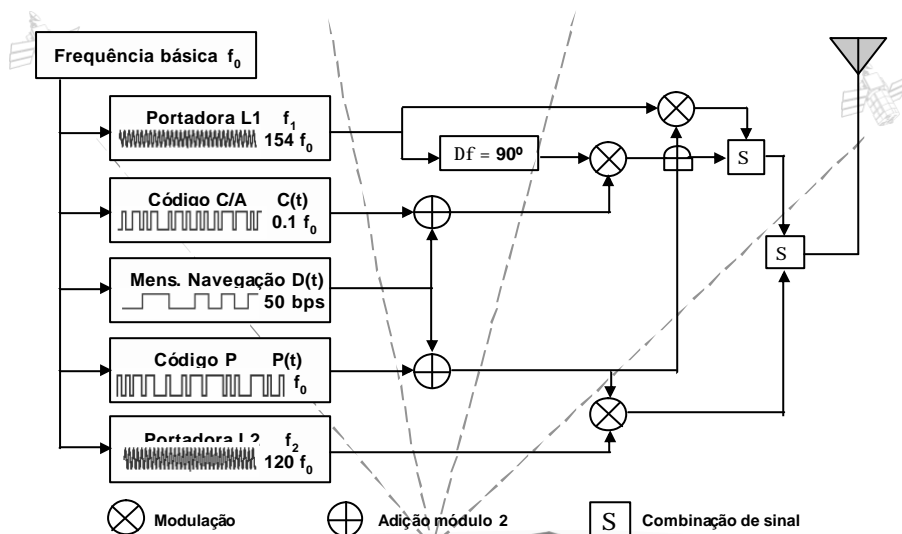 Frequência básica f0
Portadora L1 f1
154 f0
Df = 90º
S
Código C/A C(t)
0.1 f0
S
Mens. Navegação D(t)
50 bps
Código P P(t)
f0
Portadora L2 f2
120 f0
Modulação
Adição módulo 2
S Combinação de sinal